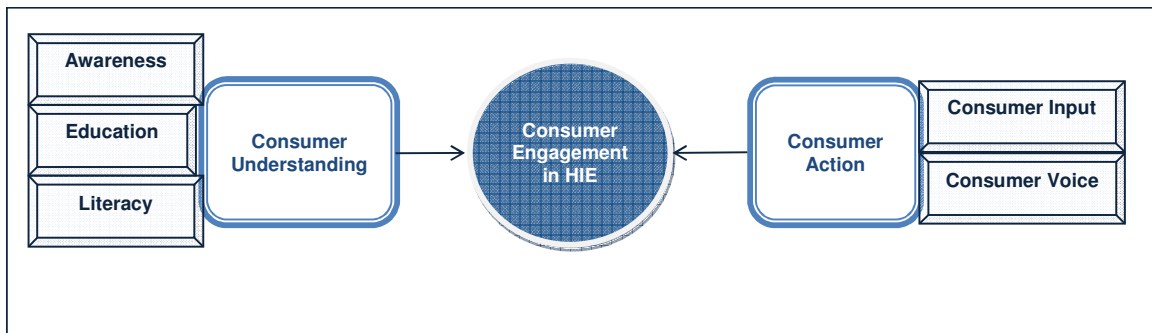 Awareness
Education
Literacy
Consumer
Understanding
Consumer
Engagement
in HIE
Consumer
Action
Consumer Input
Consumer Voice